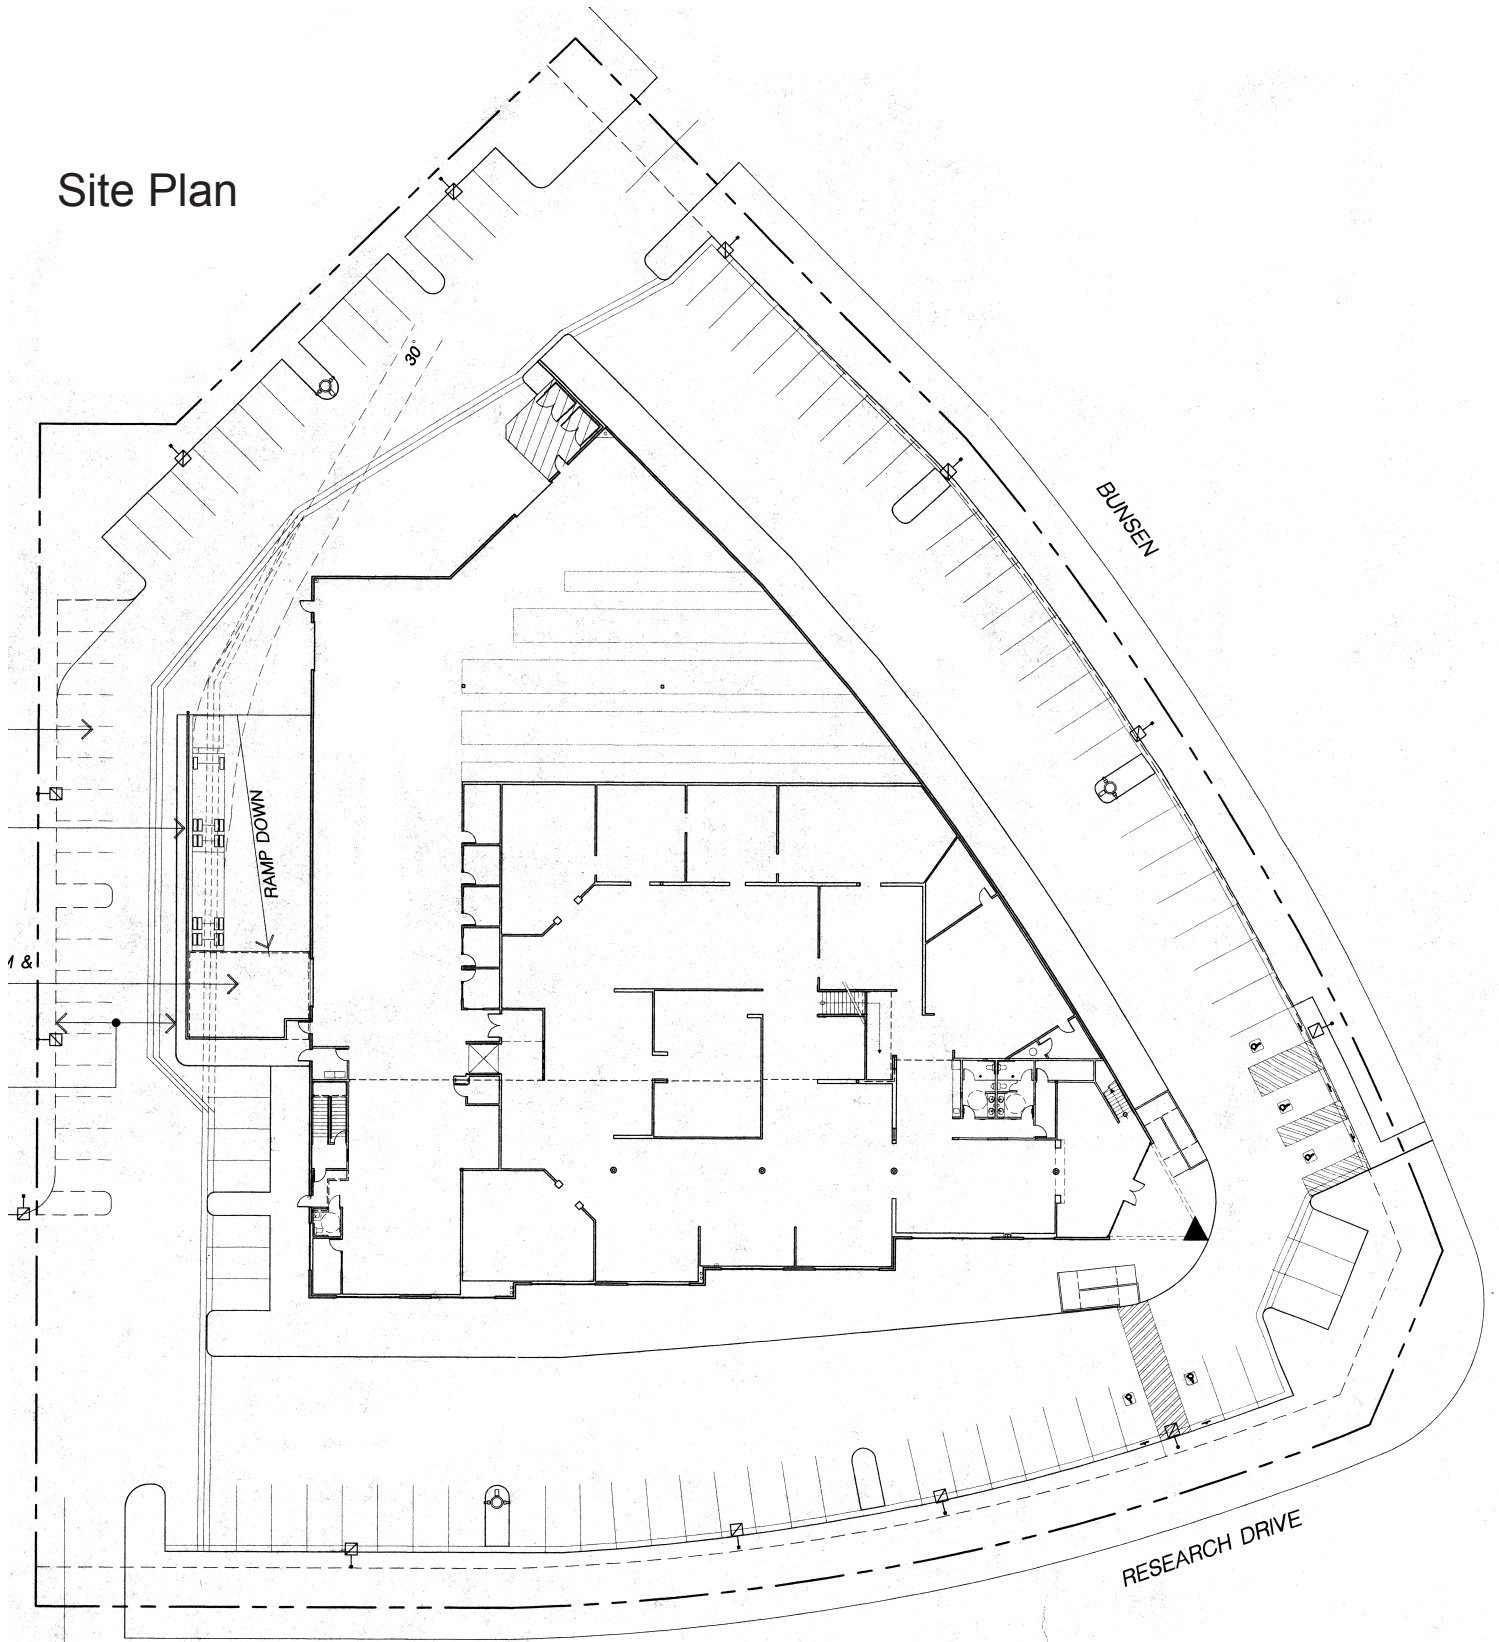 Site Plan
30°
BUNSEN
RAMP DOWN
&
RESEARCH DRIVE